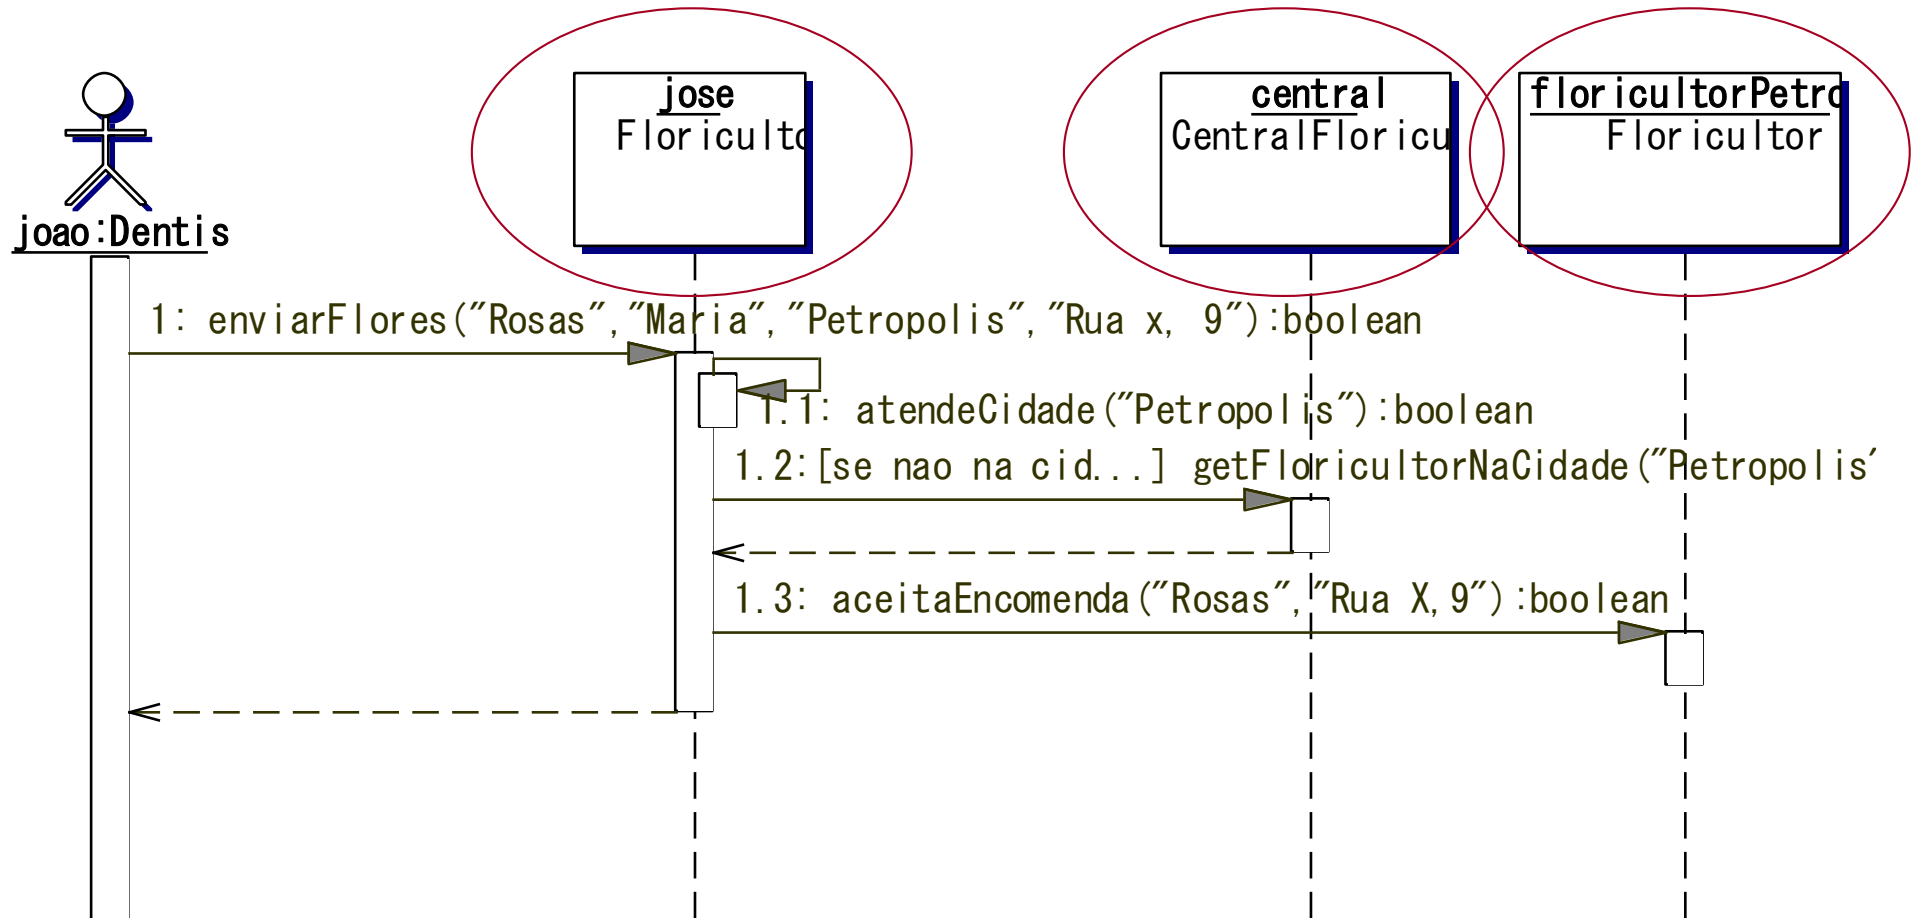 jose
Floriculto
central
CentralFloricu
floricultorPetro
Floricultor
joao:Dentis
1: enviarFlores("Rosas","Maria","Petropolis","Rua x, 9"):boolean
1.1: atendeCidade("Petropolis"):boolean
1.2:[se nao na cid...] getFloricultorNaCidade("Petropolis'
1.3: aceitaEncomenda("Rosas","Rua X,9"):boolean